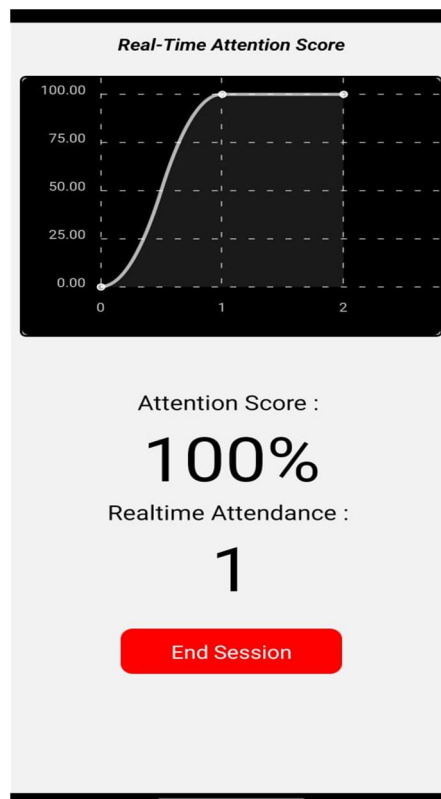 Real-Time Attention Score
100.00
75.00
50.00
25.00
0.00
0 1 2
Attention Score :
100%
Realtime Attendance :
1
End Session